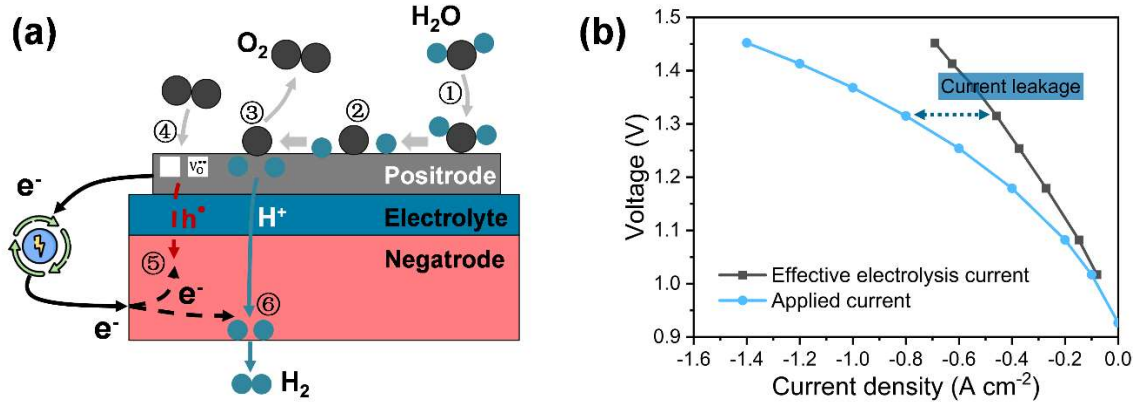 (a)
O₂
H₂O
①
②
③
④
V₀••
Positrode
e⁻
h•
H⁺
Electrolyte
Negatrode
⑤
e⁻
⑥
e⁻
H₂
(b)
Voltage (V)
1.5
1.4
1.3
1.2
1.1
1.0
0.9
Current leakage
Effective electrolysis current
Applied current
-1.6 -1.4 -1.2 -1.0 -0.8 -0.6 -0.4 -0.2 0.0
Current density (A cm⁻²)